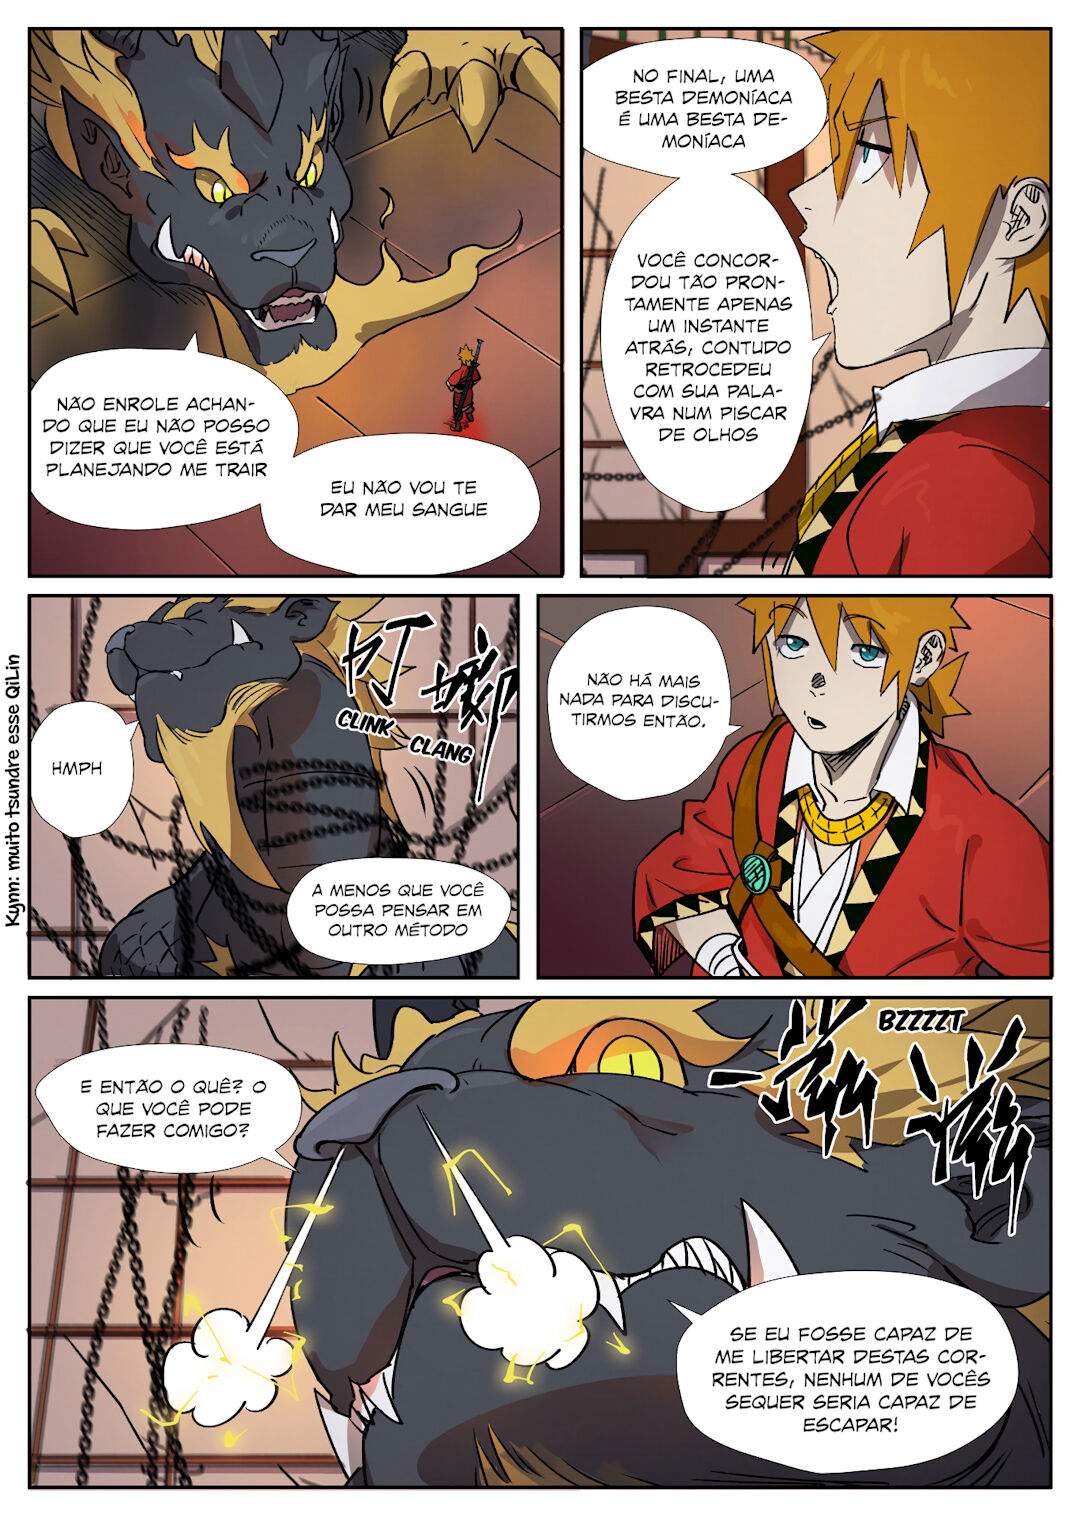 NÃO ENROLE ACHAN-
DO QUE EU NÃO POSSO
DIZER QUE VOCÊ ESTÁ
PLANEJANDO ME TRAIR
EU NÃO VOU TE
DAR MEU SANGUE
NO FINAL, UMA
BESTA DEMONÍACA
É UMA BESTA DE-
MONÍACA
VOCÊ CONCOR-
DOU TÃO PRON-
TAMENTE APENAS
UM INSTANTE
ATRÁS, CONTUDO
RETROCEDEU
COM SUA PALA-
VRA NUM PISCAR
DE OLHOS
Kymm: muito tsundre esse QiLin
HMPH
CLINK
CLANG
A MENOS QUE VOCÊ
POSSA PENSAR EM
OUTRO MÉTODO
NÃO HÁ MAIS
NADA PARA DISCU-
TIRMOS ENTÃO.
E ENTÃO O QUÊ? O
QUE VOCÊ PODE
FAZER COMIGO?
BZZZZT
SE EU FOSSE CAPAZ DE
ME LIBERTAR DESTAS COR-
RENTES, NENHUM DE VOCÊS
SEQUER SERIA CAPAZ DE
ESCAPAR!